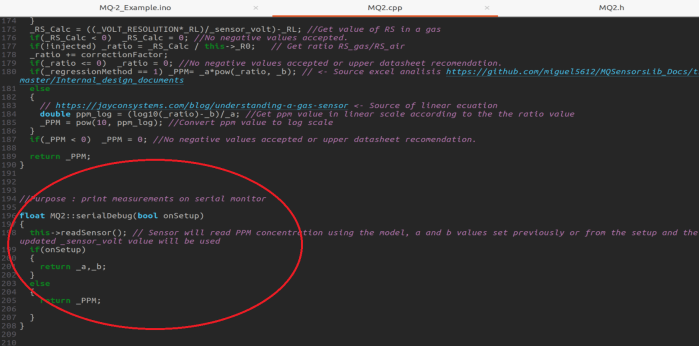 MQ-2_Example.ino × MQ2.cpp × MQ2.h
174 }
175 _RS_Calc = ((_VOLT_RESOLUTION*_RL)/_sensor_volt)-_RL; //Get value of RS in a gas
176 if(_RS_Calc < 0) _RS_Calc = 0; //No negative values accepted.
177 if(!injected) _ratio = _RS_Calc / this->_R0; // Get ratio RS_gas/RS_air
178 _ratio += correctionFactor;
179 if(_ratio <= 0) _ratio = 0; //No negative values accepted or upper datasheet recomendation.
180 if(_regressionMethod == 1) _PPM= _a*pow(_ratio, _b); // <- Source excel analisis https://github.com/miguel5612/MQSensorsLib_Docs/t
master/Internal_design_documents
181 else
182 {
183 // https://jayconsystems.com/blog/understanding-a-gas-sensor <- Source of linear ecuation
184 double ppm_log = (log10(_ratio)-_b)/_a; //Get ppm value in linear scale according to the the ratio value
185 _PPM = pow(10, ppm_log); //Convert ppm value to log scale
186 }
187 if(_PPM < 0) _PPM = 0; //No negative values accepted or upper datasheet recomendation.
188
189 return _PPM;
190 }
191
192
193
194 //Purpose : print measurements on serial monitor
195
196 float MQ2::serialDebug(bool onSetup)
197 {
198 this->readSensor(); // Sensor will read PPM concentration using the model, a and b values set previously or from the setup and the
updated _sensor_volt value will be used
199 if(onSetup)
200 {
201 return _a,_b;
202 }
203 else
204 {
205 return _PPM;
206
207 }
208 }
209
210